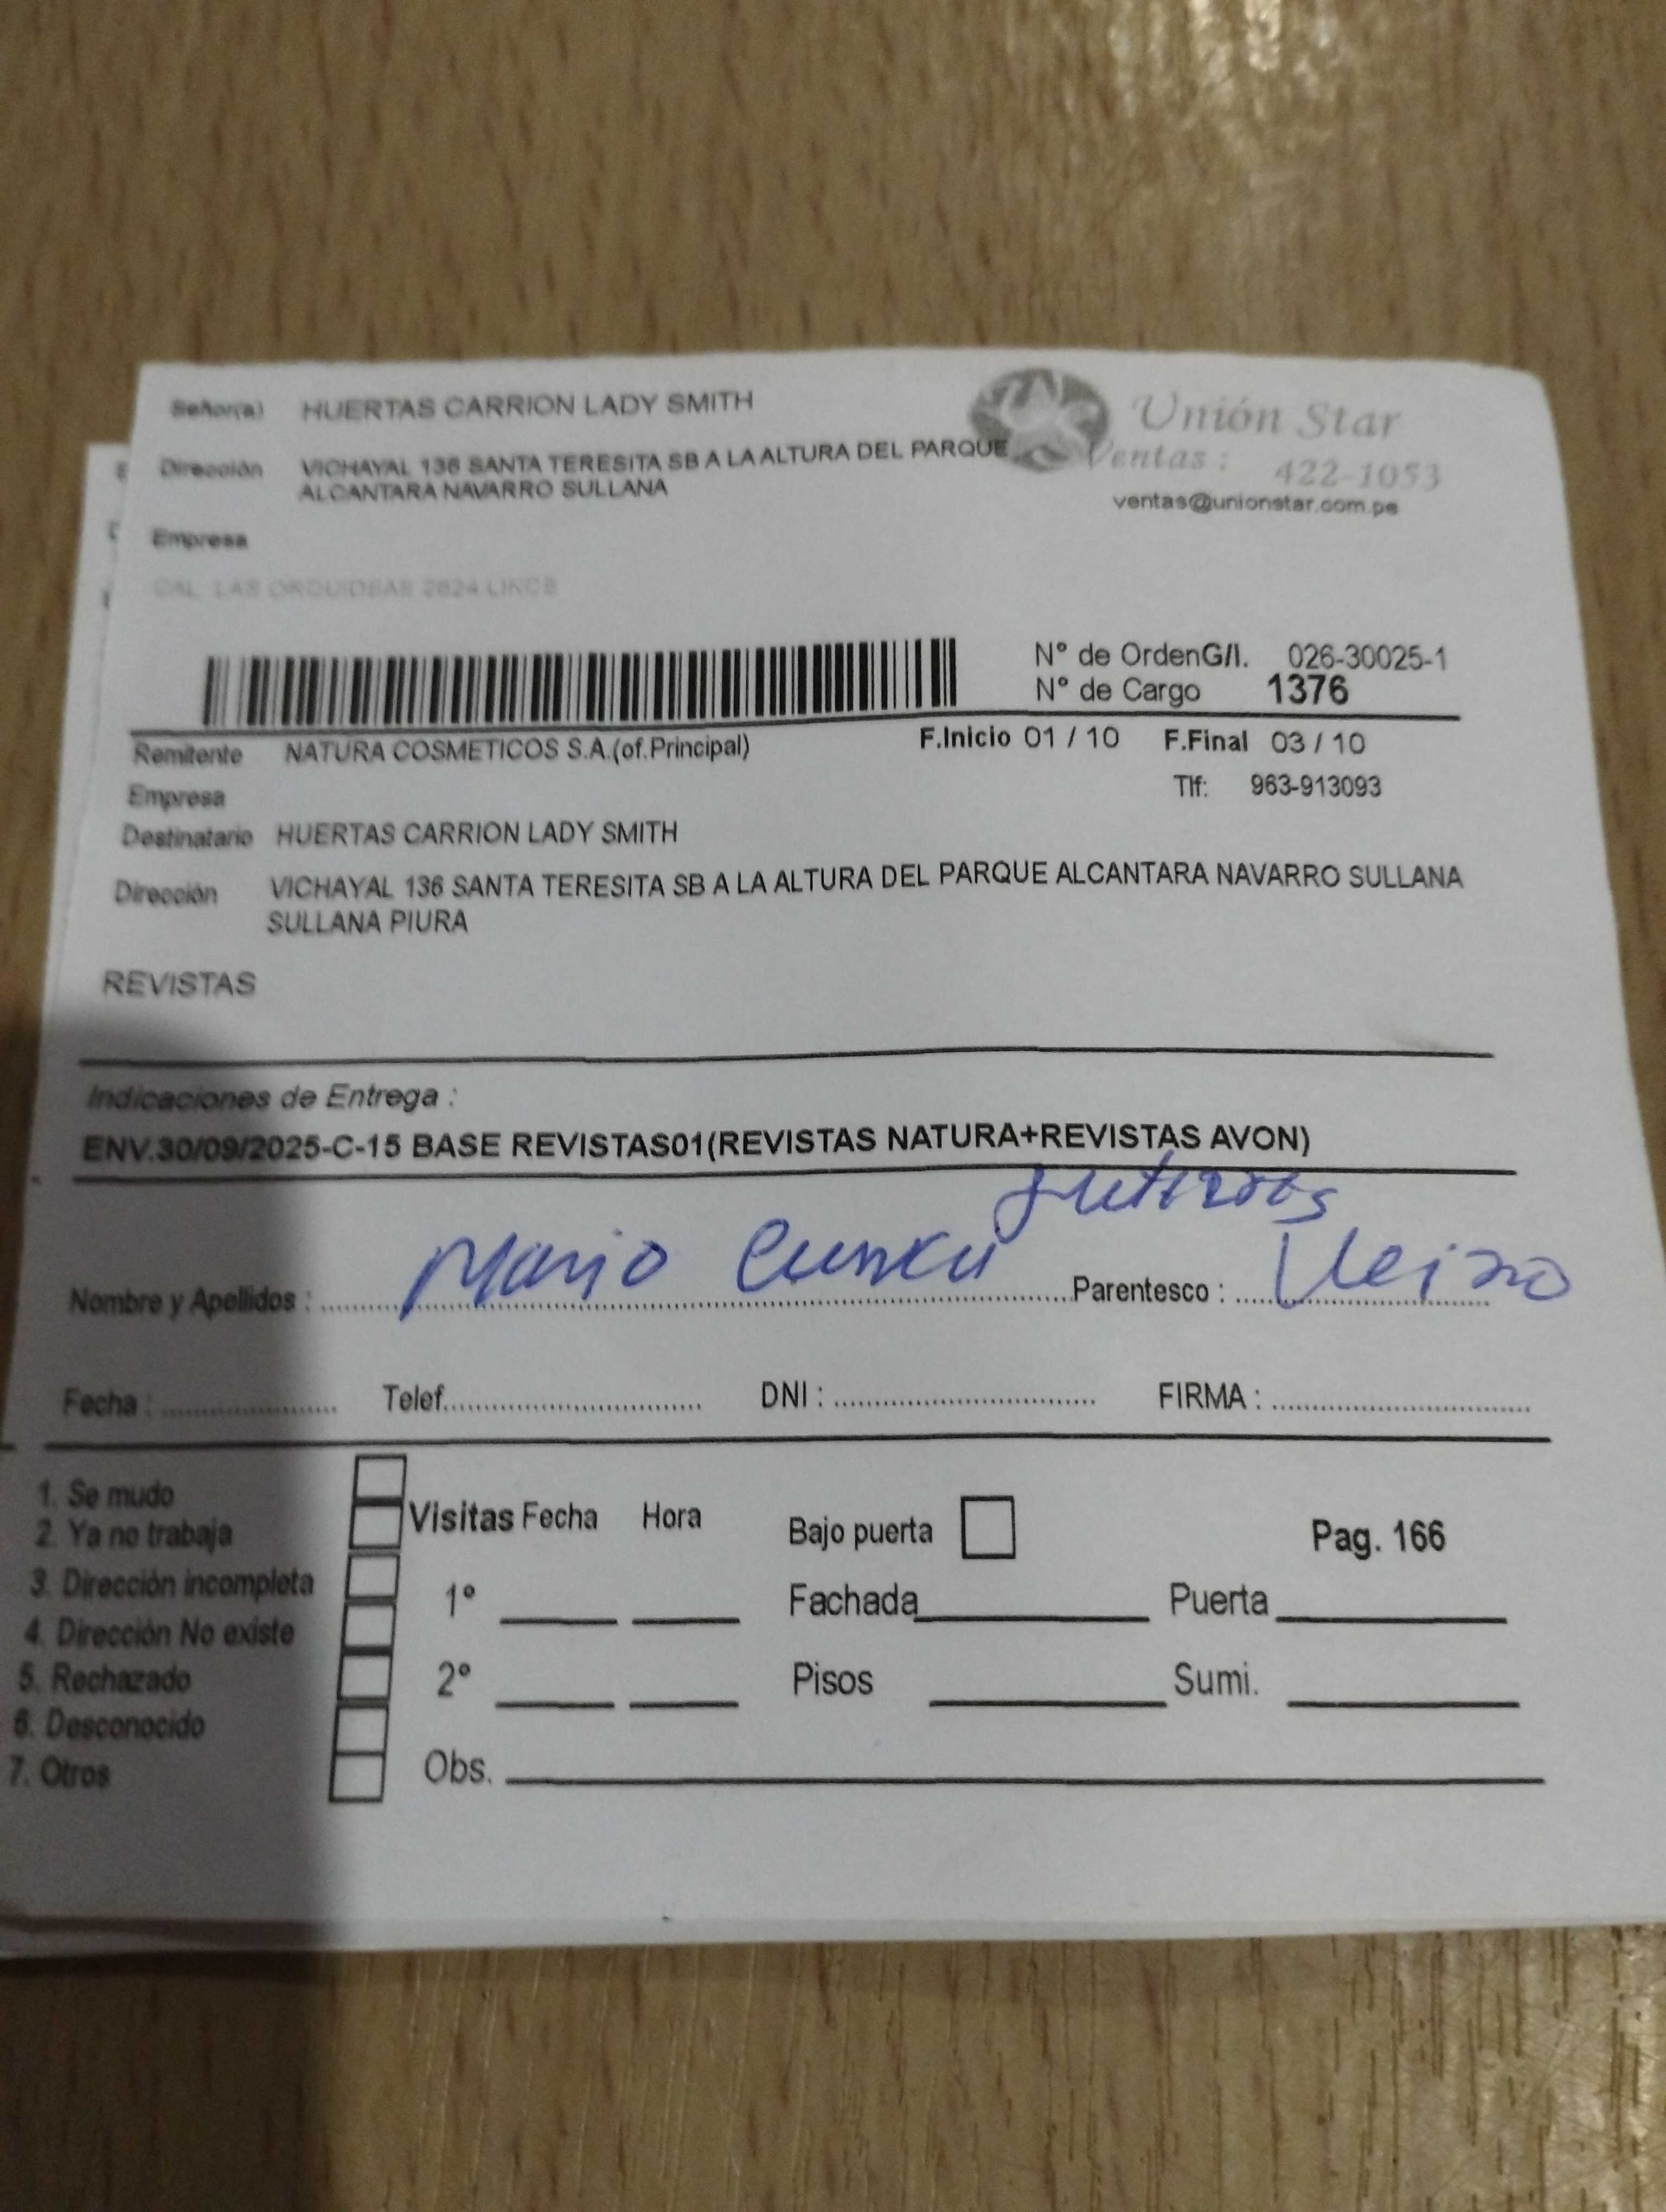 Señor(a) HUERTAS CARRION LADY SMITH
Unión Star
Dirección VICHAYAL 136 SANTA TERESITA SB A LA ALTURA DEL PARQUE
ALCANTARA NAVARRO SULLANA
Ventas : 422-1053
ventas@unionstar.com.pe
Empresa
CAL LAS ORQUIDEAS 2624 LINCE
N° de OrdenG/I. 026-30025-1
N° de Cargo 1376
Remitente NATURA COSMETICOS S.A.(of.Principal) F.Inicio 01 / 10 F.Final 03 / 10
Empresa Tlf: 963-913093
Destinatario HUERTAS CARRION LADY SMITH
Dirección VICHAYAL 136 SANTA TERESITA SB A LA ALTURA DEL PARQUE ALCANTARA NAVARRO SULLANA
SULLANA PIURA
REVISTAS
Indicaciones de Entrega :
ENV.30/09/2025-C-15 BASE REVISTAS01(REVISTAS NATURA+REVISTAS AVON)
Nombre y Apellidos : Parentesco :
Fecha : Telef. DNI : FIRMA :
1. Se mudo
2. Ya no trabaja
3. Dirección incompleta
4. Dirección No existe
5. Rechazado
6. Desconocido
7. Otros
Visitas Fecha Hora Bajo puerta Pag. 166
1° Fachada Puerta
2° Pisos Sumi.
Obs.